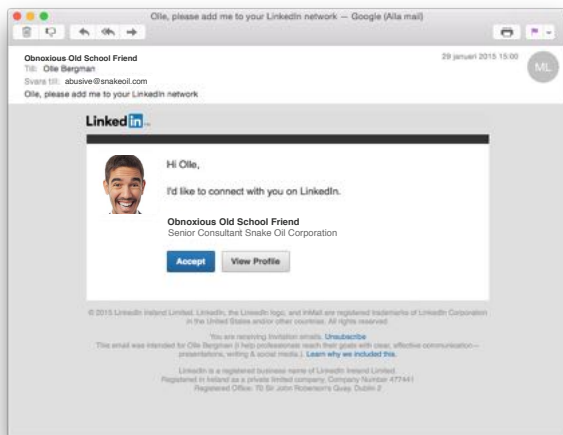 Olle, please add me to your LinkedIn network — Google (Alla mail)
Obnoxious Old School Friend
29 januari 2015 15:00
Till: Olle Bergman
ML
Svara till: abusive@snakeoil.com
Olle, please add me to your LinkedIn network
Linked in
Hi Olle,
I'd like to connect with you on LinkedIn.
Obnoxious Old School Friend
Senior Consultant Snake Oil Corporation
Accept View Profile
© 2015 LinkedIn Ireland Limited. LinkedIn, the LinkedIn logo, and InMail are registered trademarks of LinkedIn Corporation
in the United States and/or other countries. All rights reserved.
You are receiving Invitation emails. Unsubscribe
This email was intended for Olle Bergman (I help professionals reach their goals with clear, effective communication—
presentations, writing & social media.). Learn why we included this.
LinkedIn is a registered business name of LinkedIn Ireland Limited.
Registered in Ireland as a private limited company, Company Number 477441
Registered Office: 70 Sir John Rogerson's Quay, Dublin 2